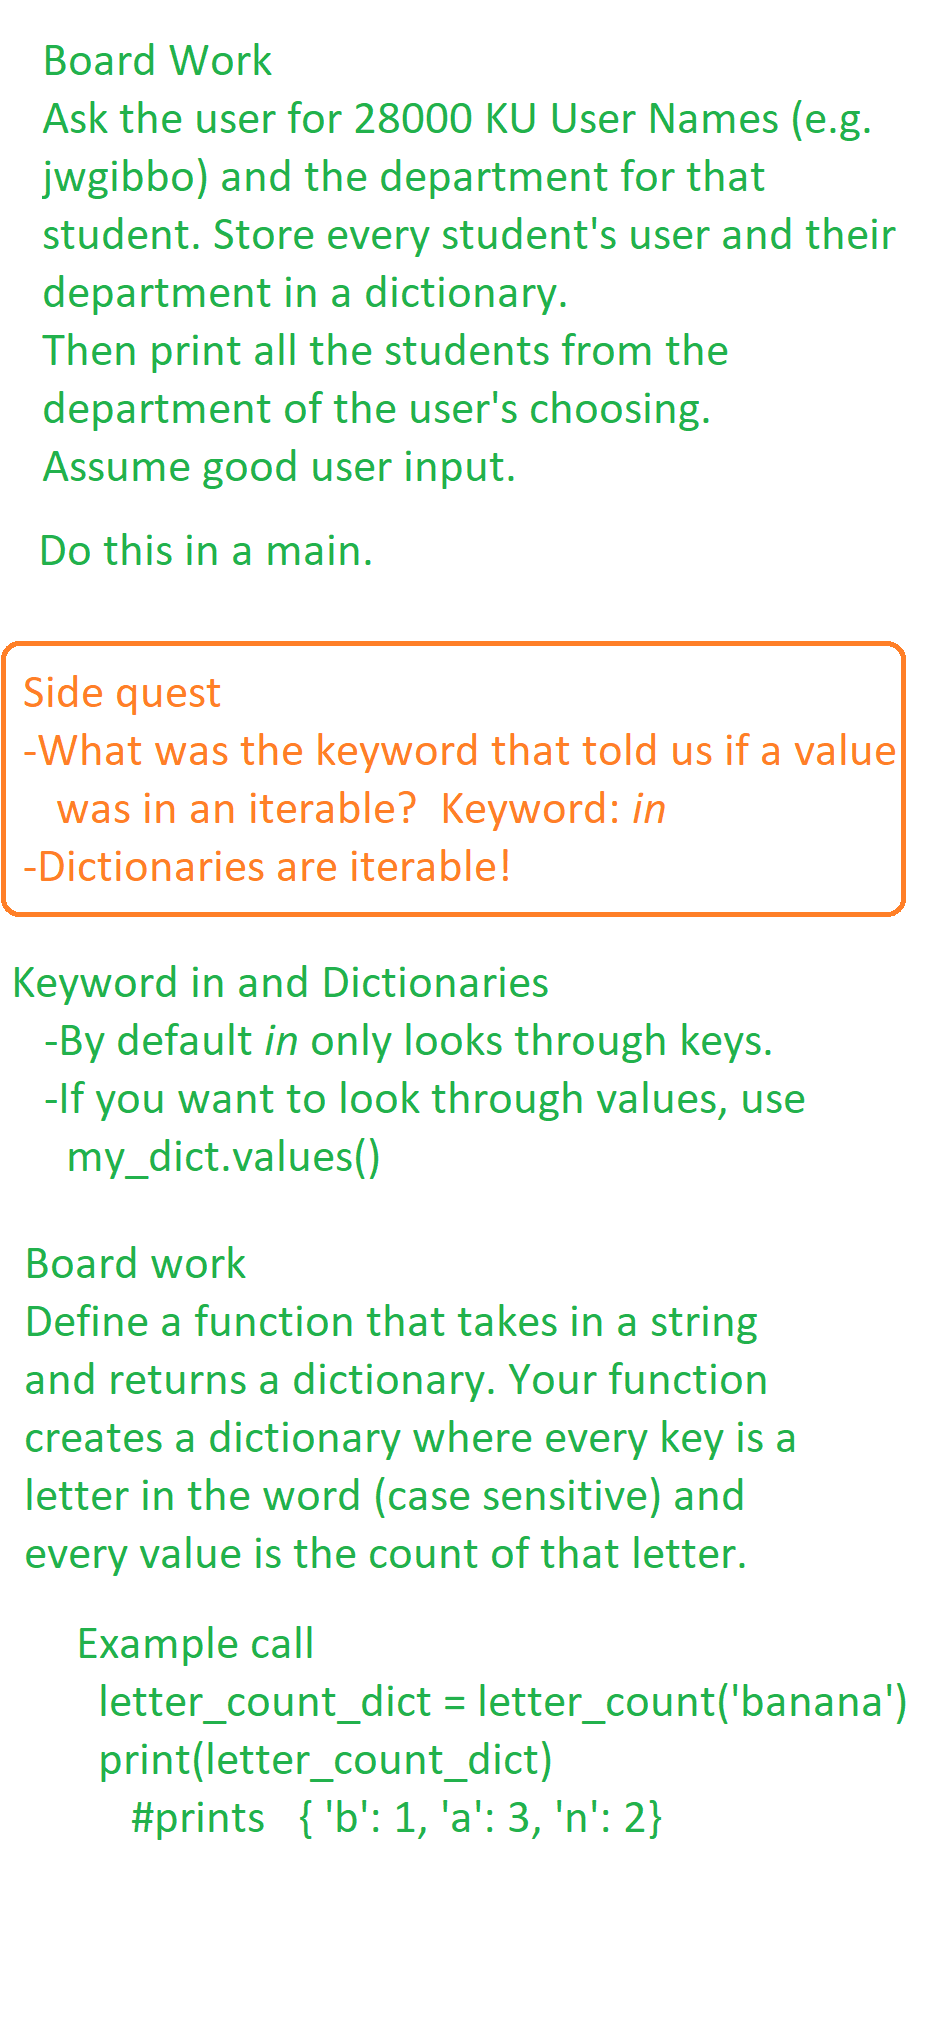 Board Work
Ask the user for 28000 KU User Names (e.g.
jwgibbo) and the department for that
student. Store every student's user and their
department in a dictionary.
Then print all the students from the
department of the user's choosing.
Assume good user input.
Do this in a main.
Side quest
-What was the keyword that told us if a value
was in an iterable?  Keyword: in
-Dictionaries are iterable!
Keyword in and Dictionaries
-By default in only looks through keys.
-If you want to look through values, use
my_dict.values()
Board work
Define a function that takes in a string
and returns a dictionary. Your function
creates a dictionary where every key is a
letter in the word (case sensitive) and
every value is the count of that letter.
Example call
letter_count_dict = letter_count('banana')
print(letter_count_dict)
#prints   { 'b': 1, 'a': 3, 'n': 2}